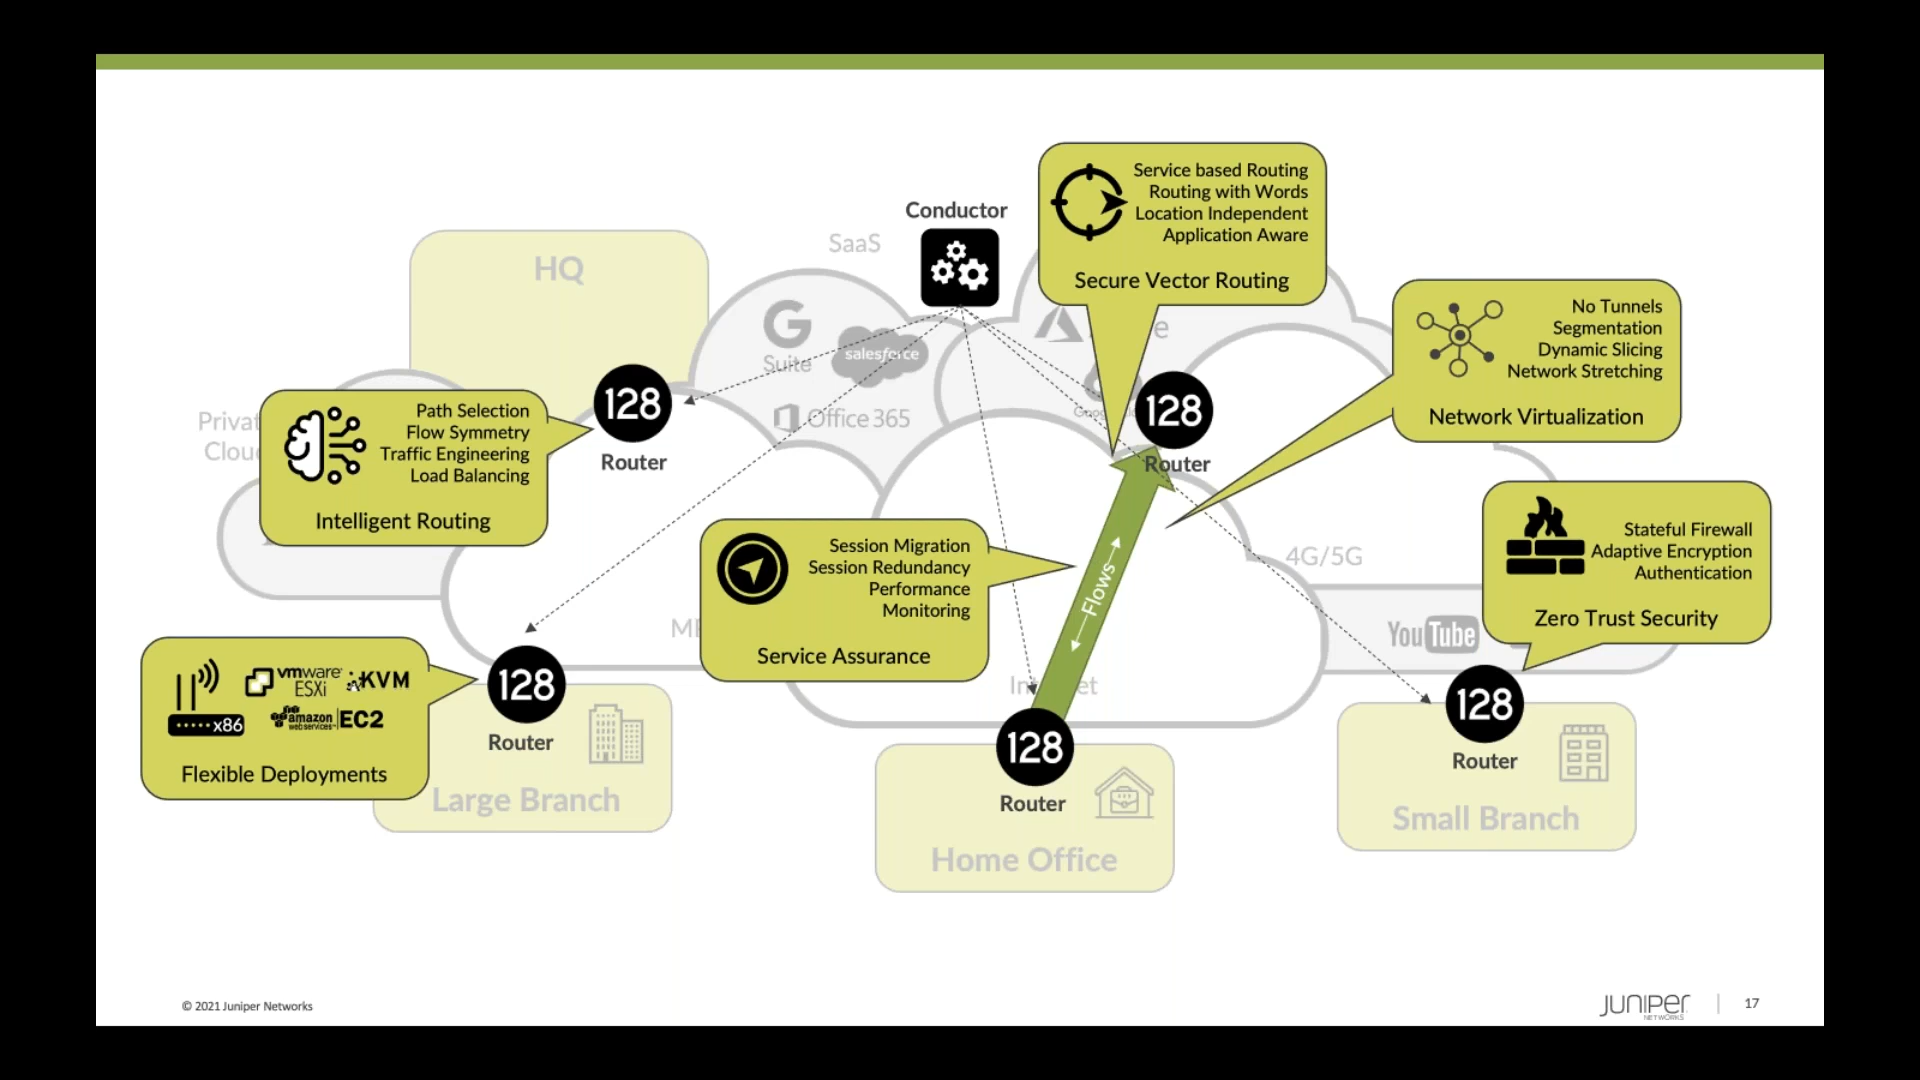 Service based Routing
Routing with Words
Location Independent
Application Aware
Secure Vector Routing
Conductor
SaaS
HQ
No Tunnels
Segmentation
Dynamic Slicing
Network Stretching
Network Virtualization
G
Suite
salesforce
Office 365
128
Router
128
Router
Path Selection
Flow Symmetry
Traffic Engineering
Load Balancing
Intelligent Routing
Session Migration
Session Redundancy
Performance
Monitoring
Service Assurance
Flows
4G/5G
Stateful Firewall
Adaptive Encryption
Authentication
Zero Trust Security
YouTube
vmware
ESXi
KVM
x86
amazon
web services
EC2
Flexible Deployments
128
Router
Large Branch
128
Router
Home Office
128
Router
Small Branch
© 2021 Juniper Networks
JUNIPER
NETWORKS
17